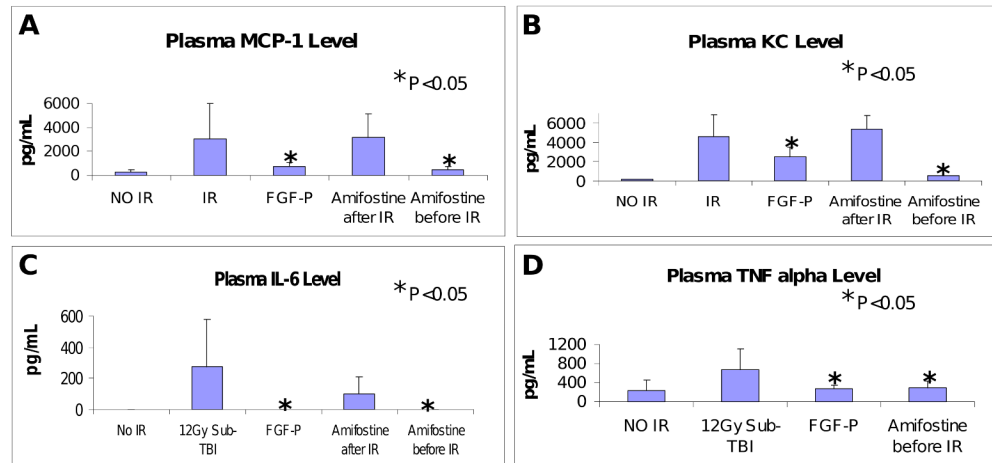 A
Plasma MCP-1 Level
*P<0.05
pg/mL
6000
4000
2000
0
NO IR IR FGF-P Amifostine after IR Amifostine before IR
* *
B
Plasma KC Level
*P<0.05
pg/mL
6000
4000
2000
0
NO IR IR FGF-P Amifostine after IR Amifostine before IR
* *
C
Plasma IL-6 Level
*P<0.05
pg/mL
600
400
200
0
No IR 12Gy Sub-TBI FGF-P Amifostine after IR Amifostine before IR
* *
D
Plasma TNF alpha Level
*P<0.05
pg/mL
1200
800
400
0
NO IR 12Gy Sub-TBI FGF-P Amifostine before IR
* *